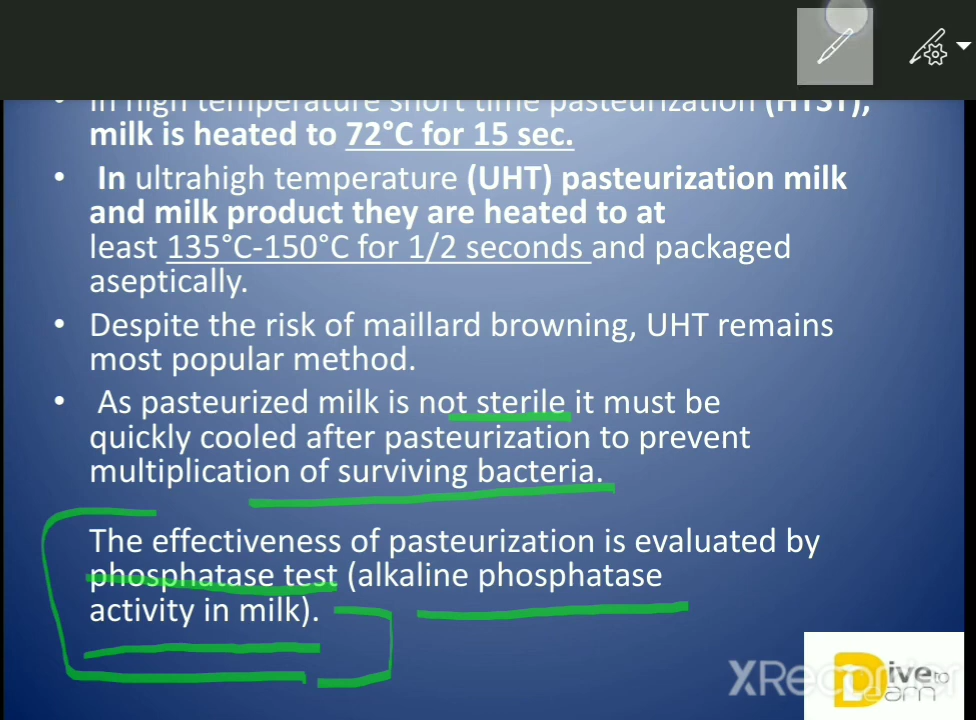 • In high temperature short time pasteurization (HTST),
milk is heated to 72°C for 15 sec.
• In ultrahigh temperature (UHT) pasteurization milk
and milk product they are heated to at
least 135°C-150°C for 1/2 seconds and packaged
aseptically.
• Despite the risk of maillard browning, UHT remains
most popular method.
• As pasteurized milk is not sterile it must be
quickly cooled after pasteurization to prevent
multiplication of surviving bacteria.
The effectiveness of pasteurization is evaluated by
phosphatase test (alkaline phosphatase
activity in milk).
Dive to
Learn
XRecorder